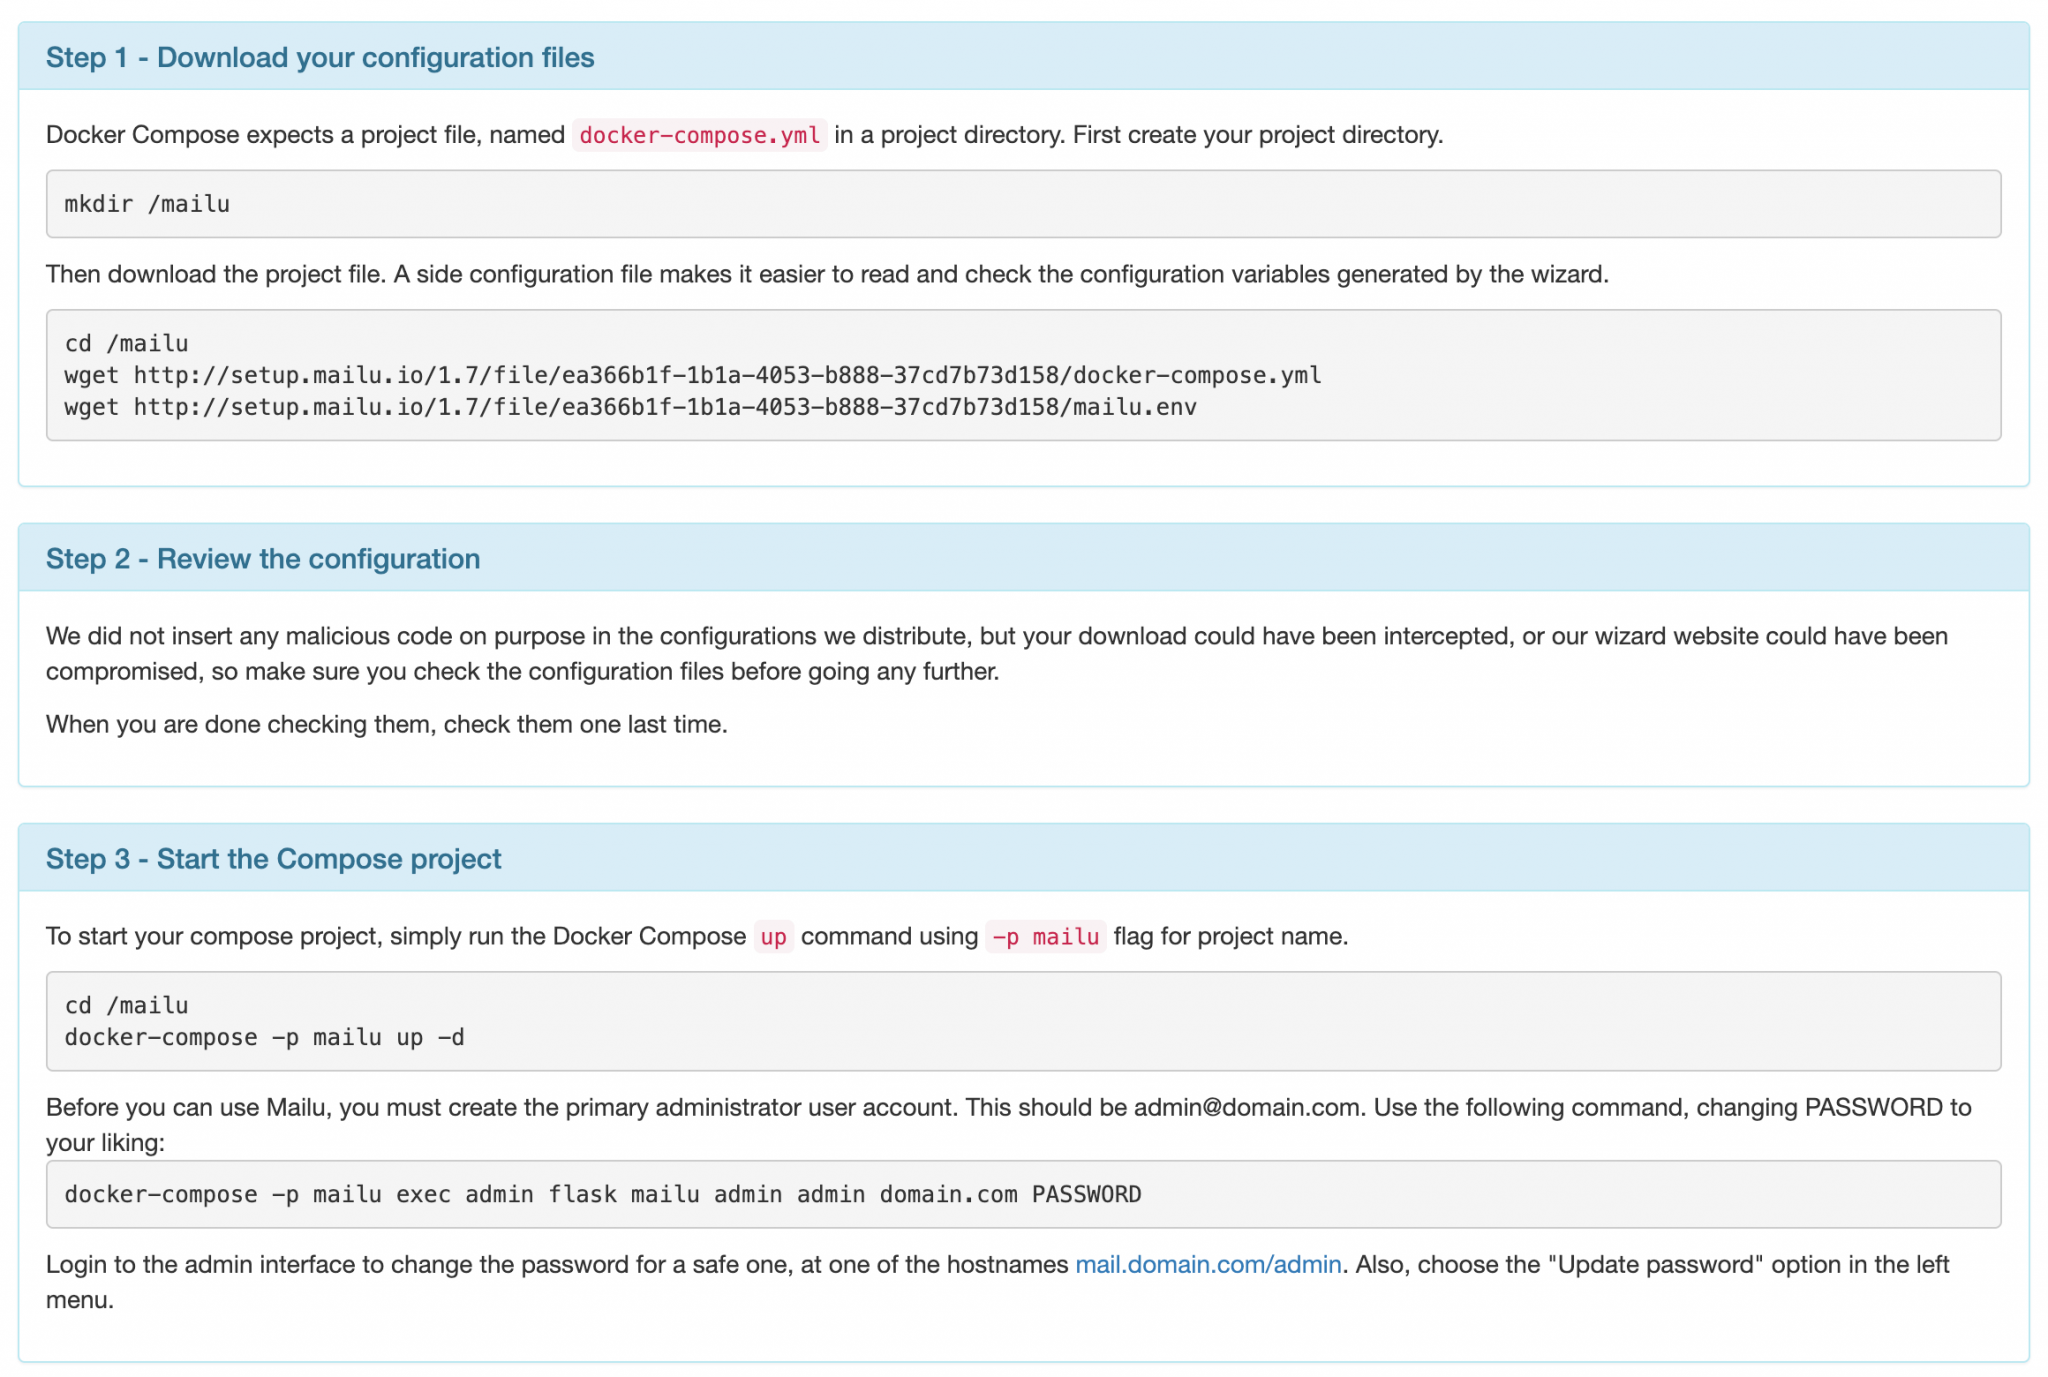 Step 1 - Download your configuration files
Docker Compose expects a project file, named docker-compose.yml in a project directory. First create your project directory.
mkdir /mailu
Then download the project file. A side configuration file makes it easier to read and check the configuration variables generated by the wizard.
cd /mailu
wget http://setup.mailu.io/1.7/file/ea366b1f-1b1a-4053-b888-37cd7b73d158/docker-compose.yml
wget http://setup.mailu.io/1.7/file/ea366b1f-1b1a-4053-b888-37cd7b73d158/mailu.env
Step 2 - Review the configuration
We did not insert any malicious code on purpose in the configurations we distribute, but your download could have been intercepted, or our wizard website could have been
compromised, so make sure you check the configuration files before going any further.
When you are done checking them, check them one last time.
Step 3 - Start the Compose project
To start your compose project, simply run the Docker Compose up command using -p mailu flag for project name.
cd /mailu
docker-compose -p mailu up -d
Before you can use Mailu, you must create the primary administrator user account. This should be admin@domain.com. Use the following command, changing PASSWORD to
your liking:
docker-compose -p mailu exec admin flask mailu admin admin domain.com PASSWORD
Login to the admin interface to change the password for a safe one, at one of the hostnames mail.domain.com/admin. Also, choose the "Update password" option in the left
menu.